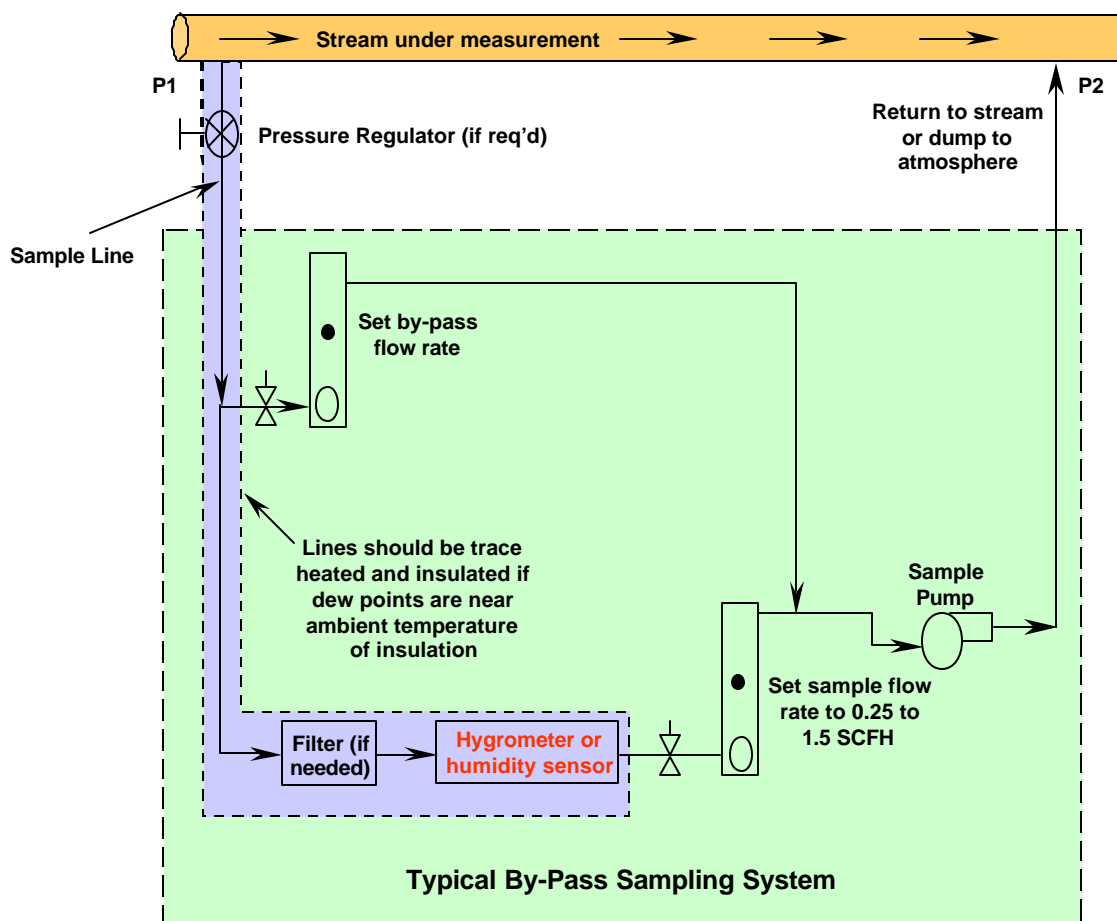 Stream under measurement
P1
P2
Pressure Regulator (if req’d)
Return to stream
or dump to
atmosphere
Sample Line
Set by-pass
flow rate
Lines should be trace
heated and insulated if
dew points are near
ambient temperature
of insulation
Sample
Pump
Set sample flow
rate to 0.25 to
1.5 SCFH
Filter (if
needed)
Hygrometer or
humidity sensor
Typical By-Pass Sampling System